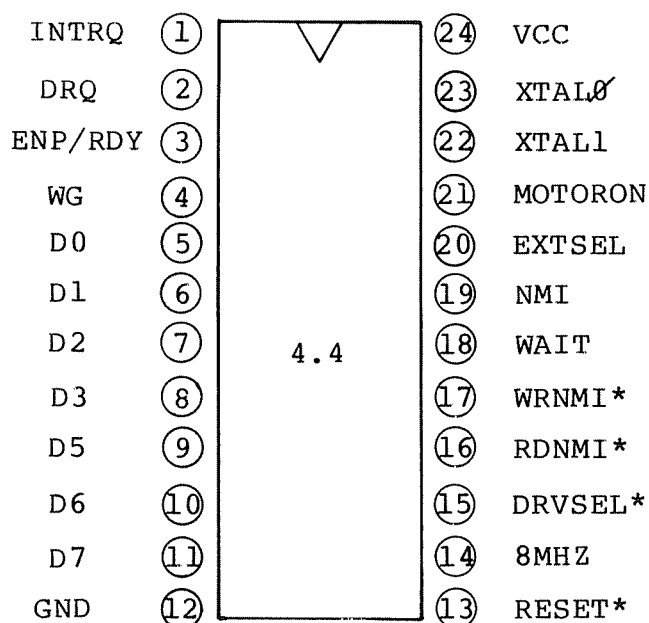 INTRQ 1 24 VCC
DRQ 2 23 XTAL0
ENP/RDY 3 22 XTAL1
WG 4 21 MOTORON
D0 5 20 EXTSEL
D1 6 19 NMI
D2 7 4.4 18 WAIT
D3 8 17 WRNMI*
D5 9 16 RDNMI*
D6 10 15 DRVSEL*
D7 11 14 8MHZ
GND 12 13 RESET*